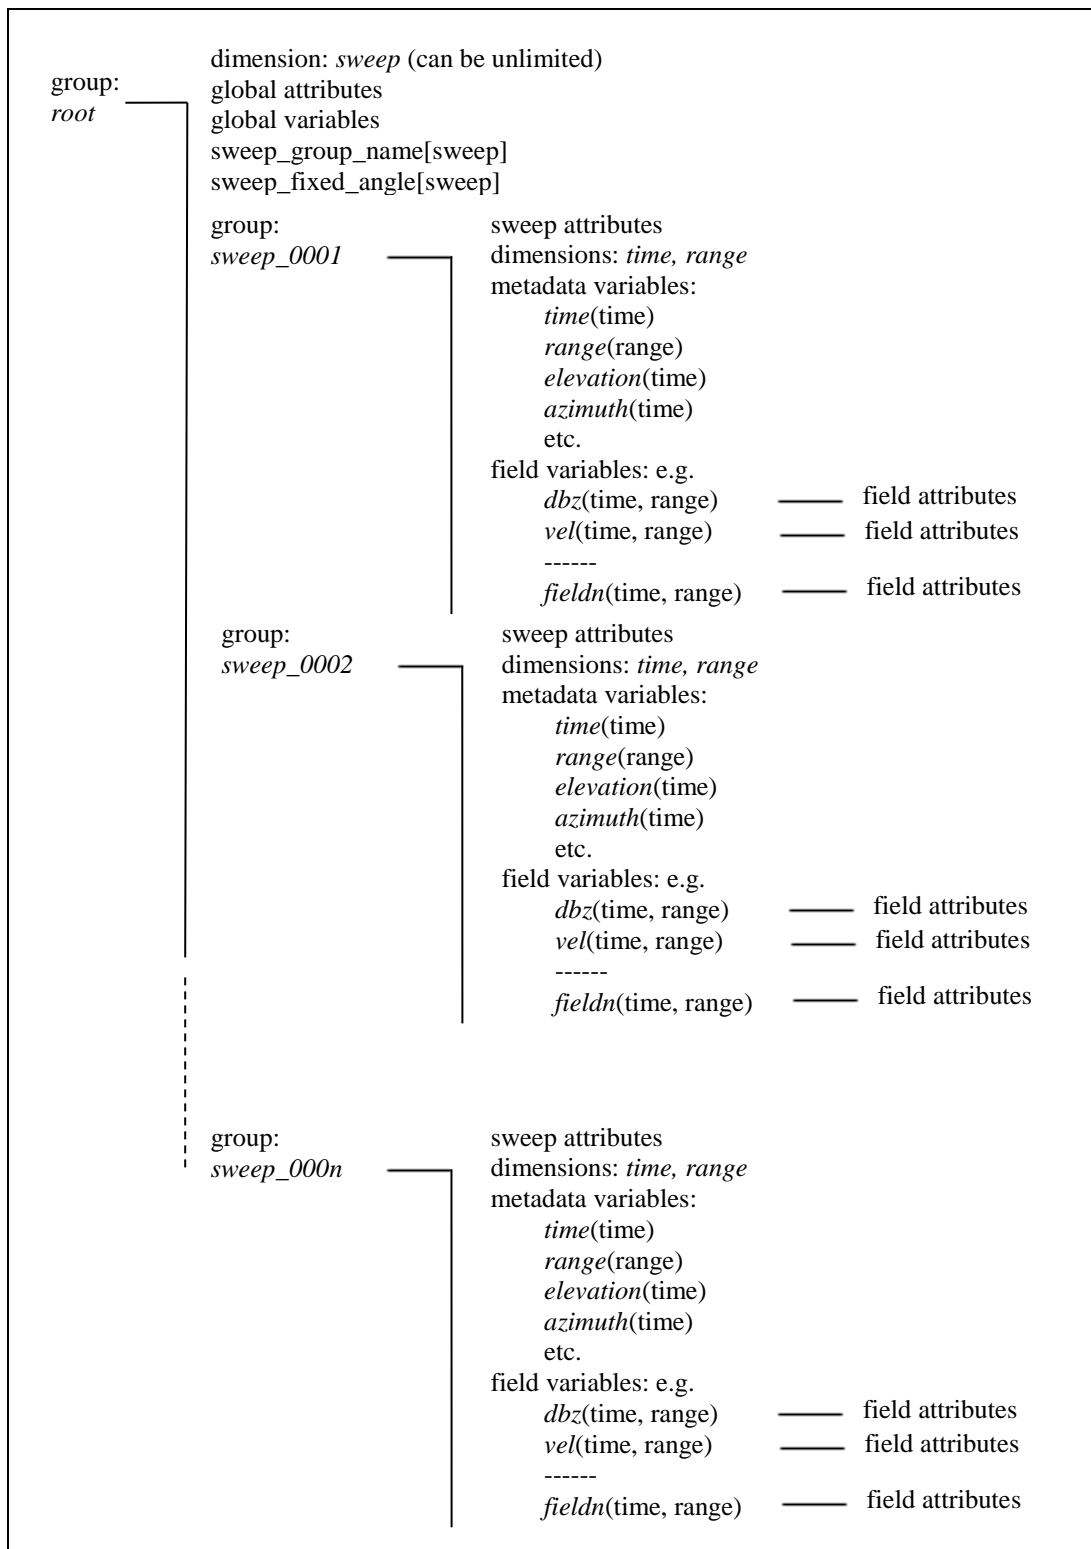 dimension: sweep (can be unlimited)
group:
global attributes
root
global variables
sweep_group_name[sweep]
sweep_fixed_angle[sweep]
group:
sweep_0001
sweep attributes
dimensions: time, range
metadata variables:
time(time)
range(range)
elevation(time)
azimuth(time)
etc.
field variables: e.g.
dbz(time, range) field attributes
vel(time, range) field attributes
------
fieldn(time, range) field attributes
group:
sweep_0002
sweep attributes
dimensions: time, range
metadata variables:
time(time)
range(range)
elevation(time)
azimuth(time)
etc.
field variables: e.g.
dbz(time, range) field attributes
vel(time, range) field attributes
------
fieldn(time, range) field attributes
group:
sweep_000n
sweep attributes
dimensions: time, range
metadata variables:
time(time)
range(range)
elevation(time)
azimuth(time)
etc.
field variables: e.g.
dbz(time, range) field attributes
vel(time, range) field attributes
------
fieldn(time, range) field attributes